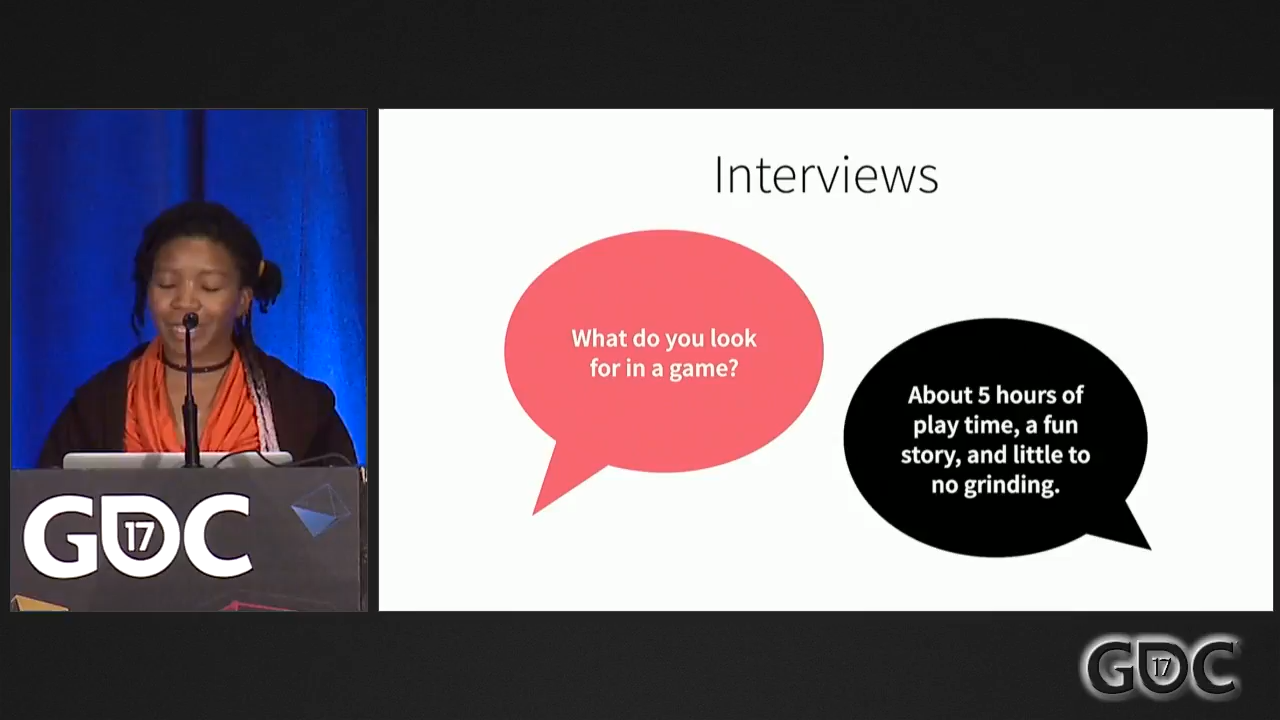 Interviews
What do you look
for in a game?
About 5 hours of
play time, a fun
story, and little to
no grinding.
GDC
17
GDC
17